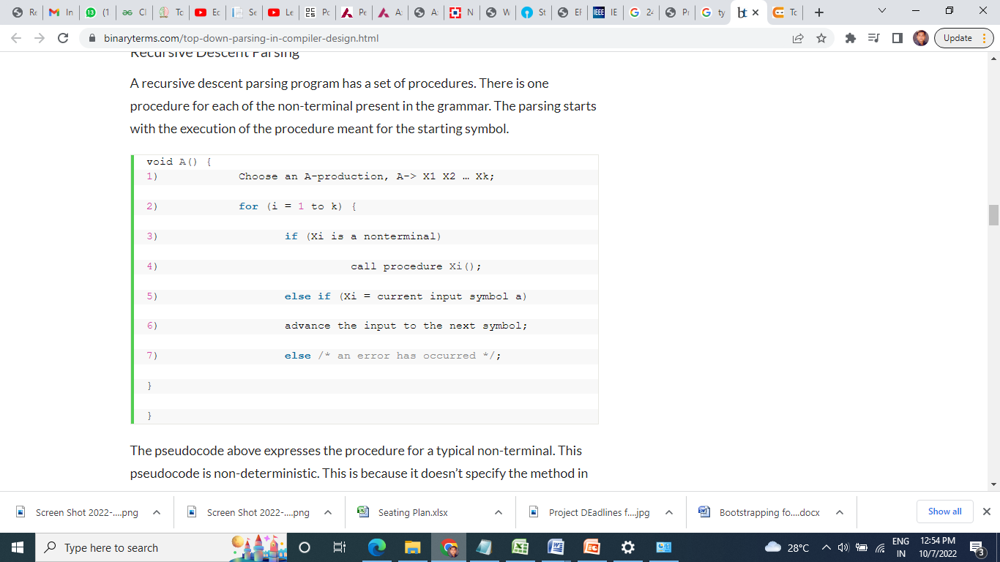 Re
In
(1
Cl
Tc
Ec
Se
Le
Pc
Pe
A
A
N
W
St
Ef
IE
24
Pr
ty
Tc
binaryterms.com/top-down-parsing-in-compiler-design.html
Update
Recursive Descent Parsing
A recursive descent parsing program has a set of procedures. There is one
procedure for each of the non-terminal present in the grammar. The parsing starts
with the execution of the procedure meant for the starting symbol.
void A() {
1) Choose an A-production, A-> X1 X2 … Xk;
2) for (i = 1 to k) {
3) if (Xi is a nonterminal)
4) call procedure Xi();
5) else if (Xi = current input symbol a)
6) advance the input to the next symbol;
7) else /* an error has occurred */;
}
}
The pseudocode above expresses the procedure for a typical non-terminal. This
pseudocode is non-deterministic. This is because it doesn't specify the method in
Screen Shot 2022-....png
Screen Shot 2022-....png
Seating Plan.xlsx
Project DEadlines f....jpg
Bootstrapping fo....docx
Show all
Type here to search
28°C
ENG
IN
12:54 PM
10/7/2022
3